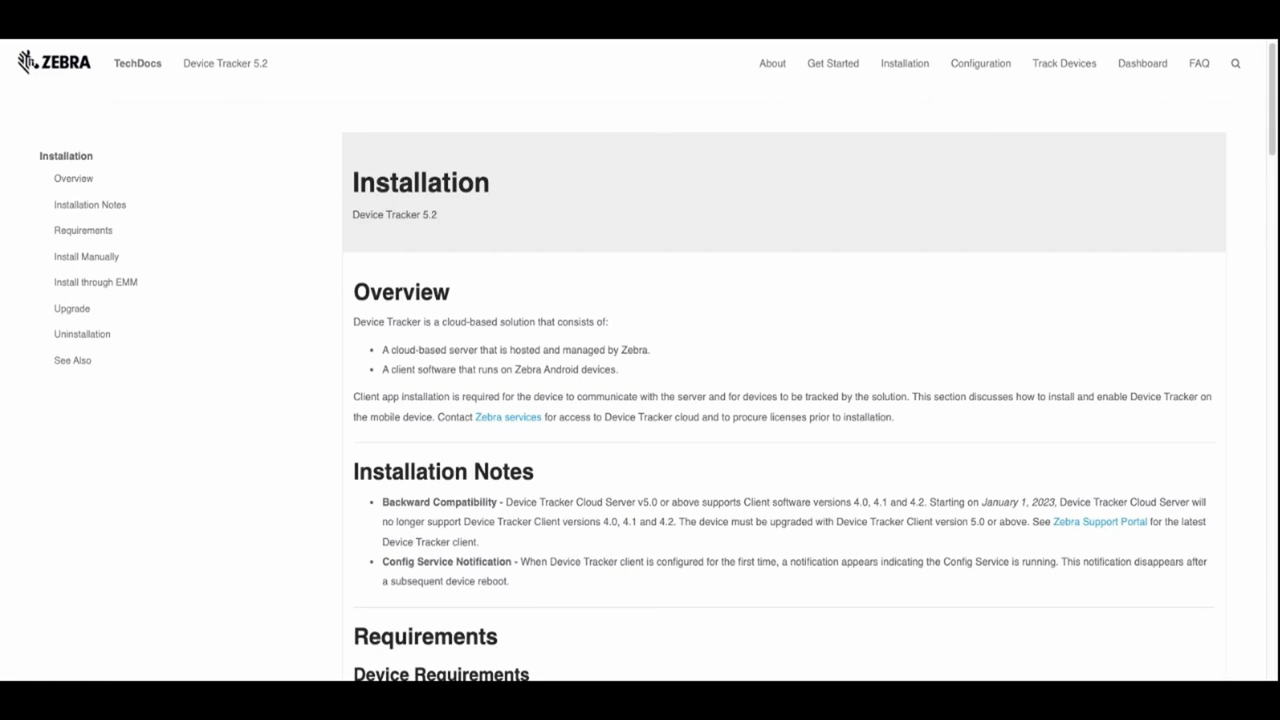 ZEBRA TechDocs Device Tracker 5.2 About Get Started Installation Configuration Track Devices Dashboard FAQ
Installation
Overview
Installation Notes
Requirements
Install Manually
Install through EMM
Upgrade
Uninstallation
See Also
Installation
Device Tracker 5.2
Overview
Device Tracker is a cloud-based solution that consists of:
• A cloud-based server that is hosted and managed by Zebra.
• A client software that runs on Zebra Android devices.
Client app installation is required for the device to communicate with the server and for devices to be tracked by the solution. This section discusses how to install and enable Device Tracker on
the mobile device. Contact Zebra services for access to Device Tracker cloud and to procure licenses prior to installation.
Installation Notes
• Backward Compatibility - Device Tracker Cloud Server v5.0 or above supports Client software versions 4.0, 4.1 and 4.2. Starting on January 1, 2023, Device Tracker Cloud Server will
no longer support Device Tracker Client versions 4.0, 4.1 and 4.2. The device must be upgraded with Device Tracker Client version 5.0 or above. See Zebra Support Portal for the latest
Device Tracker client.
• Config Service Notification - When Device Tracker client is configured for the first time, a notification appears indicating the Config Service is running. This notification disappears after
a subsequent device reboot.
Requirements
Device Requirements